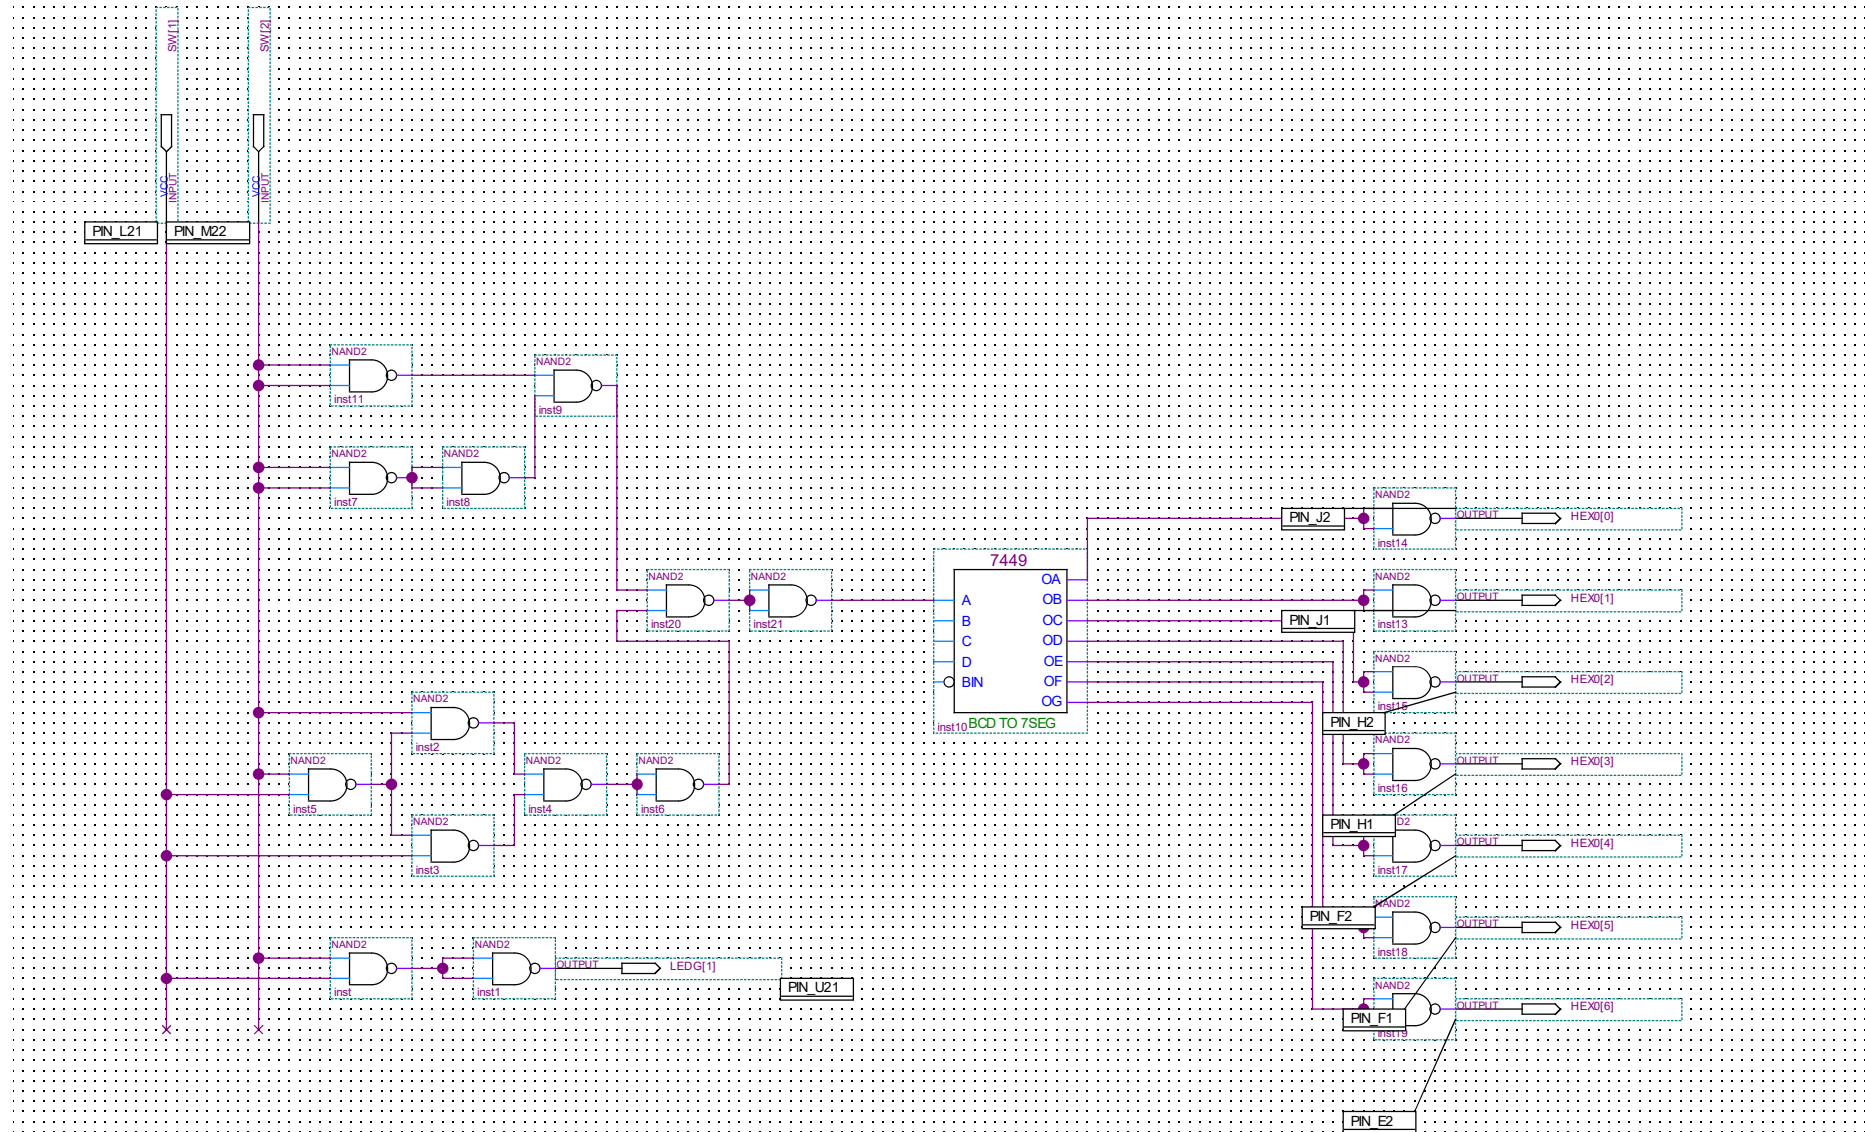 SW[1]
SW[2]
VCC
INPUT
VCC
INPUT
PIN_L21
PIN_M22
NAND2
inst11
NAND2
inst9
NAND2
inst7
NAND2
inst8
NAND2
inst20
NAND2
inst21
7449
A
B
C
D
BIN
OA
OB
OC
OD
OE
OF
OG
inst10
BCD TO 7SEG
NAND2
inst2
NAND2
inst5
NAND2
inst4
NAND2
inst6
NAND2
inst3
NAND2
inst
NAND2
inst1
OUTPUT
LEDG[1]
PIN_U21
PIN_J2
NAND2
inst14
OUTPUT
HEX0[0]
NAND2
inst13
OUTPUT
HEX0[1]
PIN_J1
NAND2
inst15
OUTPUT
HEX0[2]
PIN_H2
NAND2
inst16
OUTPUT
HEX0[3]
PIN_H1
D2
inst17
OUTPUT
HEX0[4]
PIN_F2
NAND2
inst18
OUTPUT
HEX0[5]
NAND2
inst19
OUTPUT
HEX0[6]
PIN_F1
PIN_E2